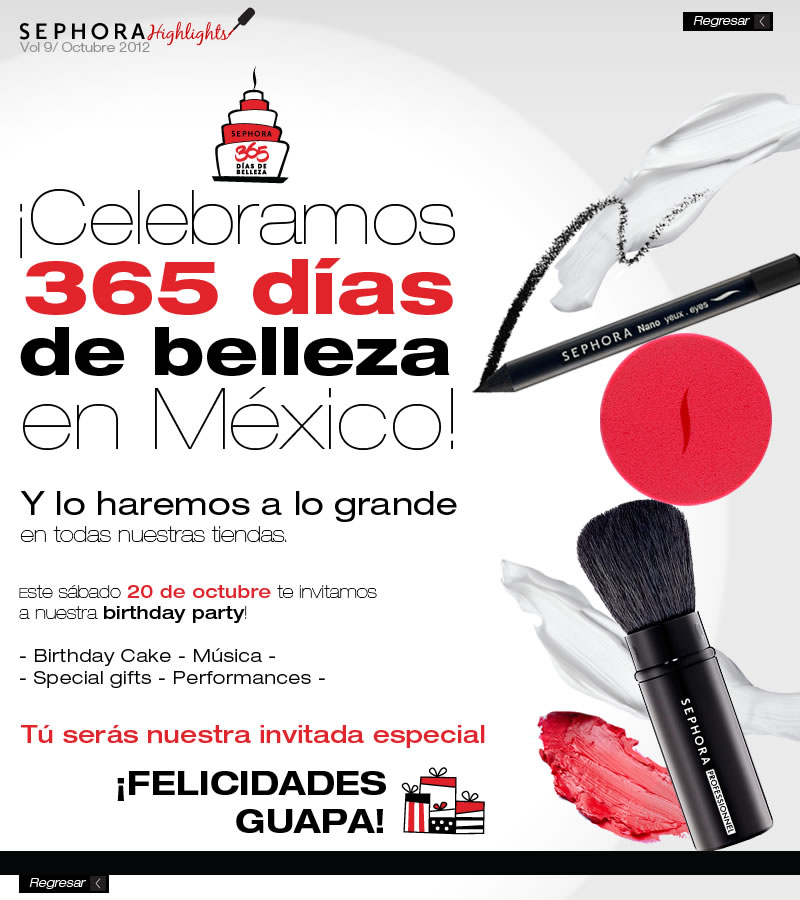 SEPHORA Highlights
Vol 9/ Octubre 2012
Regresar
SEPHORA
365
DÍAS DE
BELLEZA
¡Celebramos
365 días
de belleza
en México!
SEPHORA Nano yeux . eyes
Y lo haremos a lo grande
en todas nuestras tiendas.
Este sábado 20 de octubre te invitamos
a nuestra birthday party!
- Birthday Cake - Música -
- Special gifts - Performances -
SEPHORA PROFESSIONNEL
Tú serás nuestra invitada especial
¡FELICIDADES
GUAPA!
Regresar